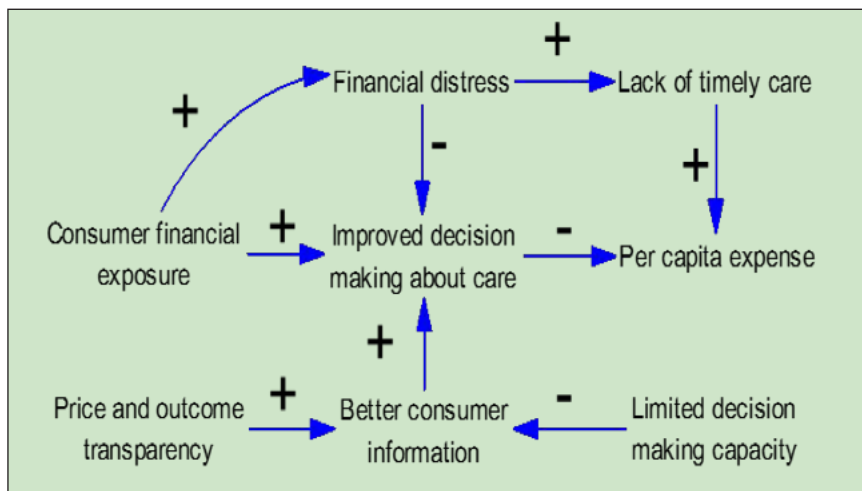 +
Financial distress
Lack of timely care
+
-
+
Consumer financial
exposure
+
Improved decision
making about care
-
Per capita expense
+
Price and outcome
transparency
+
Better consumer
information
-
Limited decision
making capacity